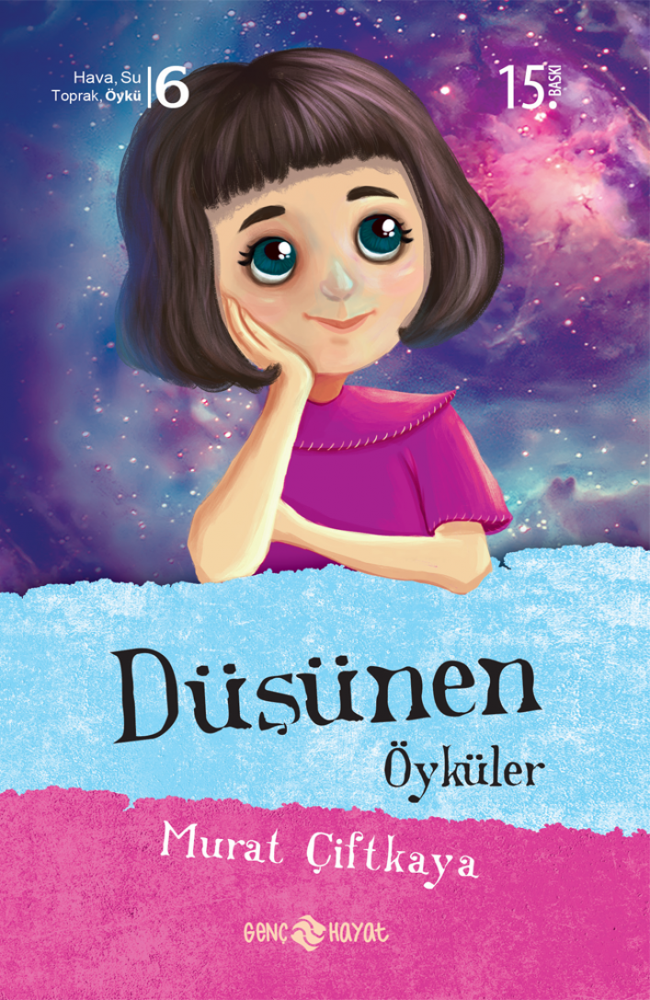 Hava, Su
Toprak, Öykü
6
15.
BASKI
Düşünen
Öyküler
Murat Çiftkaya
GENÇ HAYAT